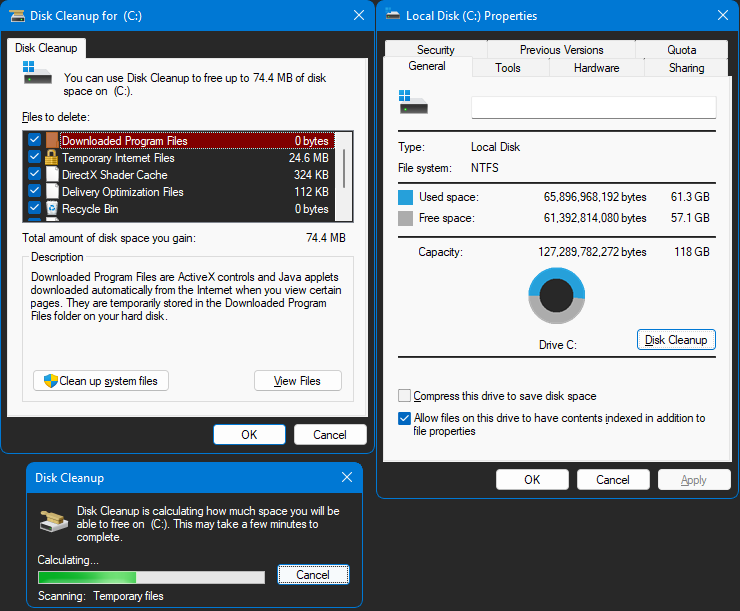 Disk Cleanup for (C:)
Disk Cleanup
You can use Disk Cleanup to free up to 74.4 MB of disk
space on (C:).
Files to delete:
Downloaded Program Files 0 bytes
Temporary Internet Files 24.6 MB
DirectX Shader Cache 324 KB
Delivery Optimization Files 112 KB
Recycle Bin 0 bytes
Total amount of disk space you gain: 74.4 MB
Description
Downloaded Program Files are ActiveX controls and Java applets
downloaded automatically from the Internet when you view certain
pages. They are temporarily stored in the Downloaded Program
Files folder on your hard disk.
Clean up system files
View Files
OK
Cancel
Local Disk (C:) Properties
Security
Previous Versions
Quota
General
Tools
Hardware
Sharing
Type: Local Disk
File system: NTFS
Used space: 65,896,968,192 bytes 61.3 GB
Free space: 61,392,814,080 bytes 57.1 GB
Capacity: 127,289,782,272 bytes 118 GB
Drive C:
Disk Cleanup
Compress this drive to save disk space
Allow files on this drive to have contents indexed in addition to
file properties
OK
Cancel
Apply
Disk Cleanup
Disk Cleanup is calculating how much space you will be
able to free on (C:). This may take a few minutes to
complete.
Calculating...
Cancel
Scanning: Temporary files